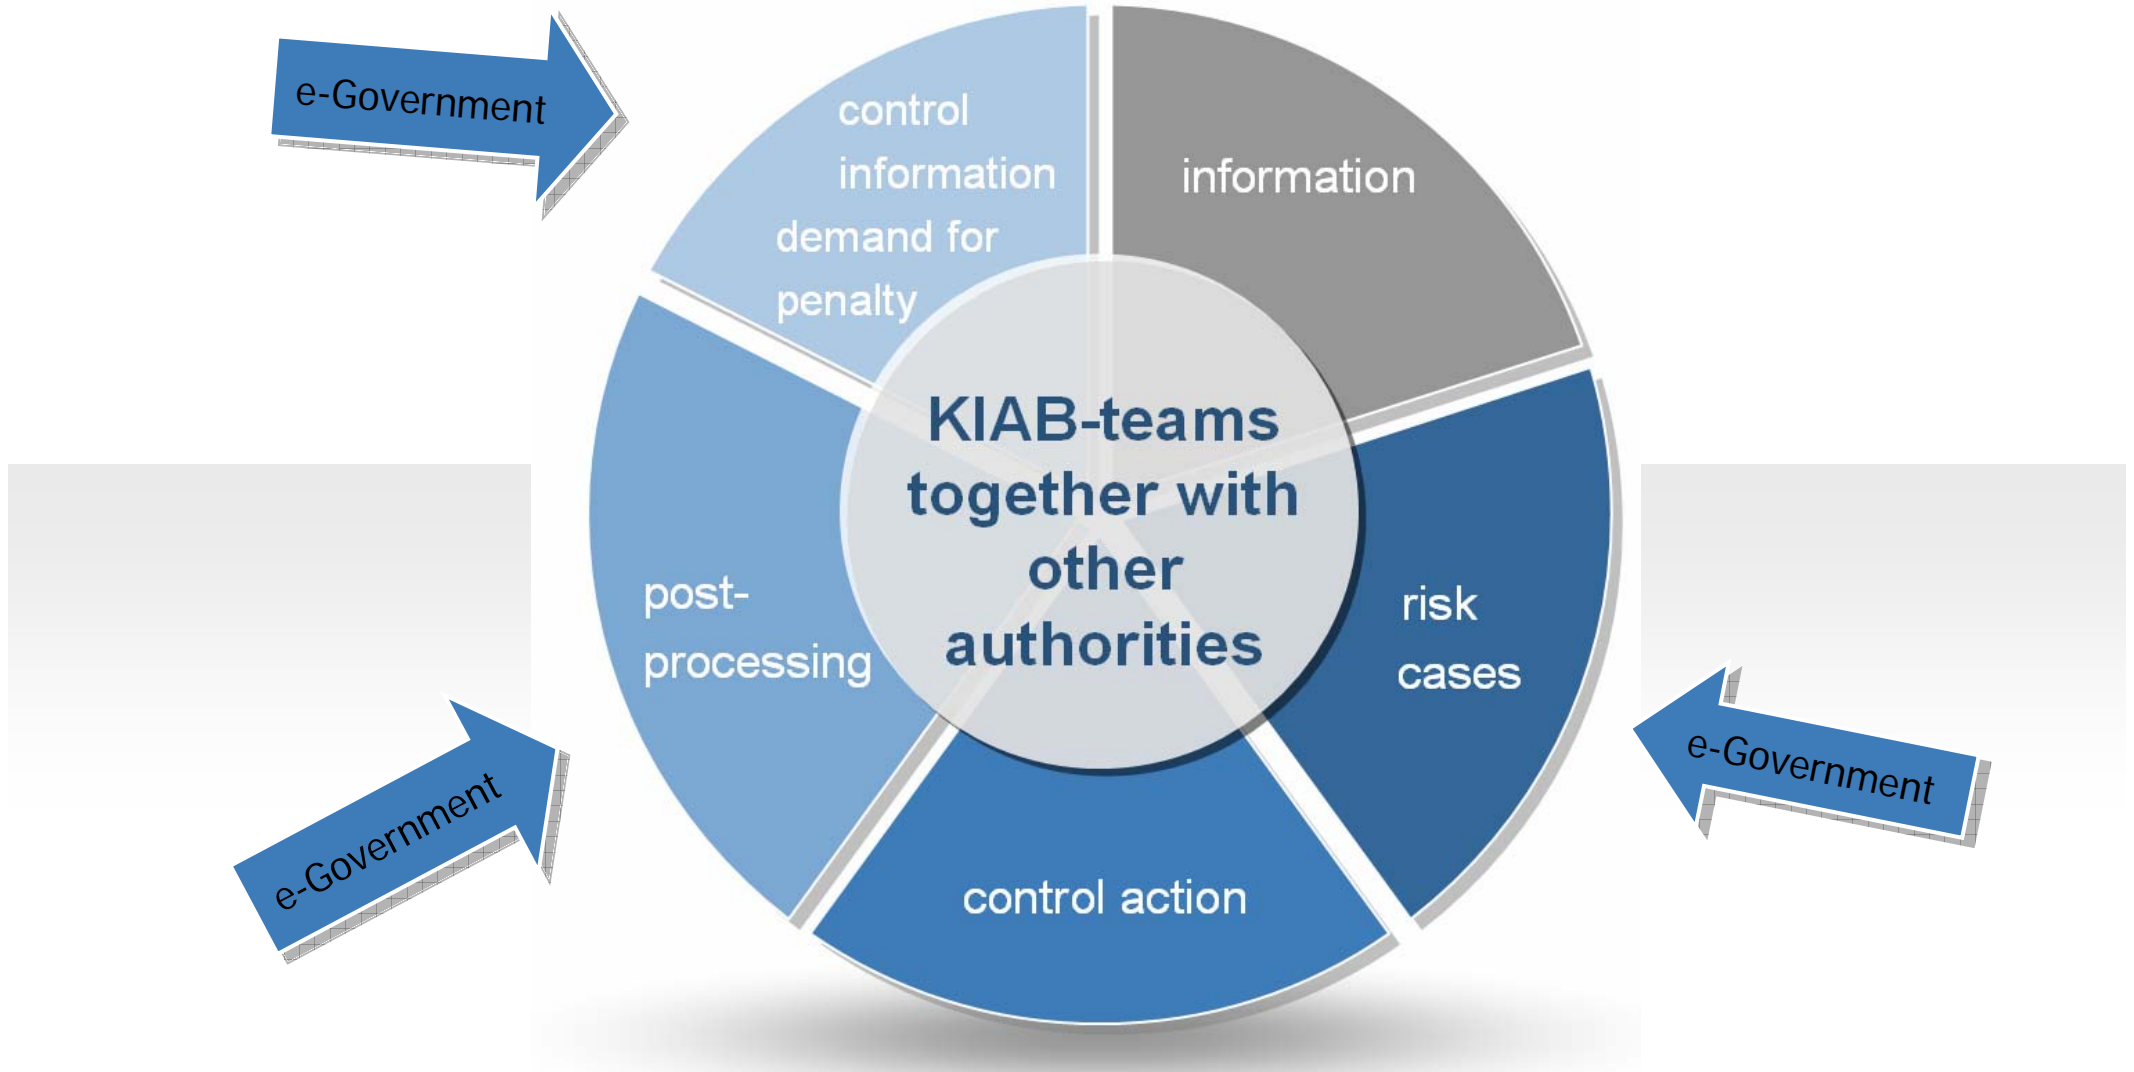 e-Government
control
information
demand for
penalty
information
KIAB-teams
together with
other
authorities
post-
processing
risk
cases
e-Government
e-Government
control action